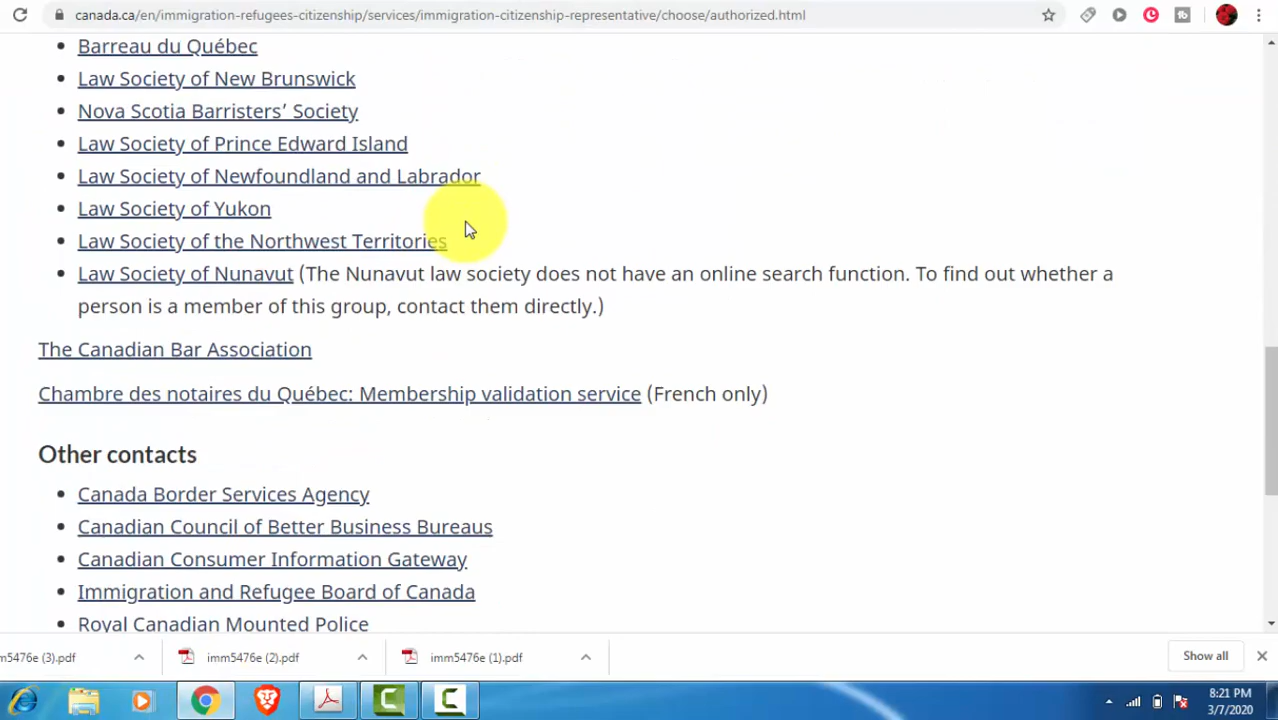 canada.ca/en/immigration-refugees-citizenship/services/immigration-citizenship-representative/choose/authorized.html
Barreau du Québec
Law Society of New Brunswick
Nova Scotia Barristers’ Society
Law Society of Prince Edward Island
Law Society of Newfoundland and Labrador
Law Society of Yukon
Law Society of the Northwest Territories
Law Society of Nunavut (The Nunavut law society does not have an online search function. To find out whether a
person is a member of this group, contact them directly.)
The Canadian Bar Association
Chambre des notaires du Québec: Membership validation service (French only)
Other contacts
Canada Border Services Agency
Canadian Council of Better Business Bureaus
Canadian Consumer Information Gateway
Immigration and Refugee Board of Canada
Royal Canadian Mounted Police
m5476e (3).pdf imm5476e (2).pdf imm5476e (1).pdf Show all
8:21 PM
3/7/2020